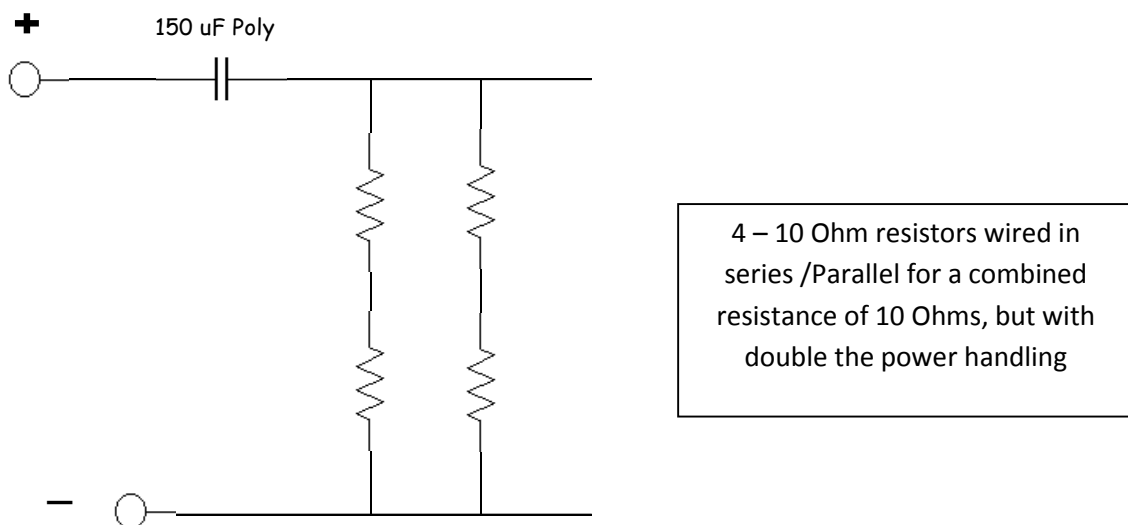 +
150 uF Poly
4 – 10 Ohm resistors wired in
series /Parallel for a combined
resistance of 10 Ohms, but with
double the power handling
–